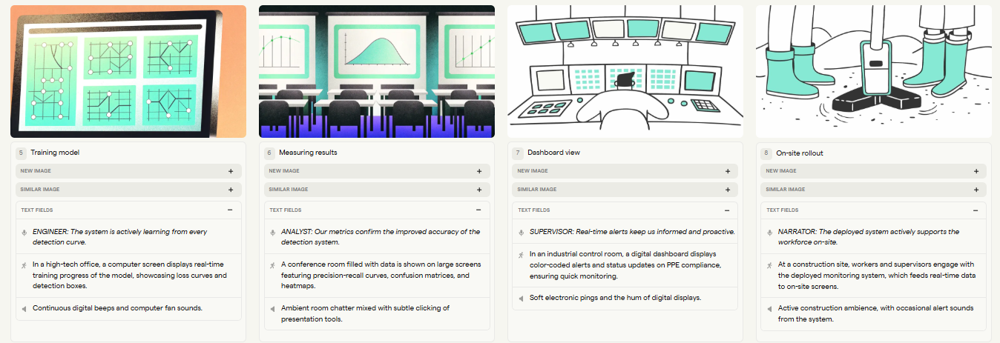 5 Training model
NEW IMAGE +
SIMILAR IMAGE +
TEXT FIELDS –
ENGINEER: The system is actively learning from every
detection curve.
In a high-tech office, a computer screen displays real-time
training progress of the model, showcasing loss curves and
detection boxes.
Continuous digital beeps and computer fan sounds.
6 Measuring results
NEW IMAGE +
SIMILAR IMAGE +
TEXT FIELDS –
ANALYST: Our metrics confirm the improved accuracy of the
detection system.
A conference room filled with data is shown on large screens
featuring precision-recall curves, confusion matrices, and
heatmaps.
Ambient room chatter mixed with subtle clicking of
presentation tools.
7 Dashboard view
NEW IMAGE +
SIMILAR IMAGE +
TEXT FIELDS –
SUPERVISOR: Real-time alerts keep us informed and proactive.
In an industrial control room, a digital dashboard displays
color-coded alerts and status updates on PPE compliance,
ensuring quick monitoring.
Soft electronic pings and the hum of digital displays.
8 On-site rollout
NEW IMAGE +
SIMILAR IMAGE +
TEXT FIELDS –
NARRATOR: The deployed system actively supports the
workforce on-site.
At a construction site, workers and supervisors engage with
the deployed monitoring system, which feeds real-time data
to on-site screens.
Active construction ambience, with occasional alert sounds
from the system.